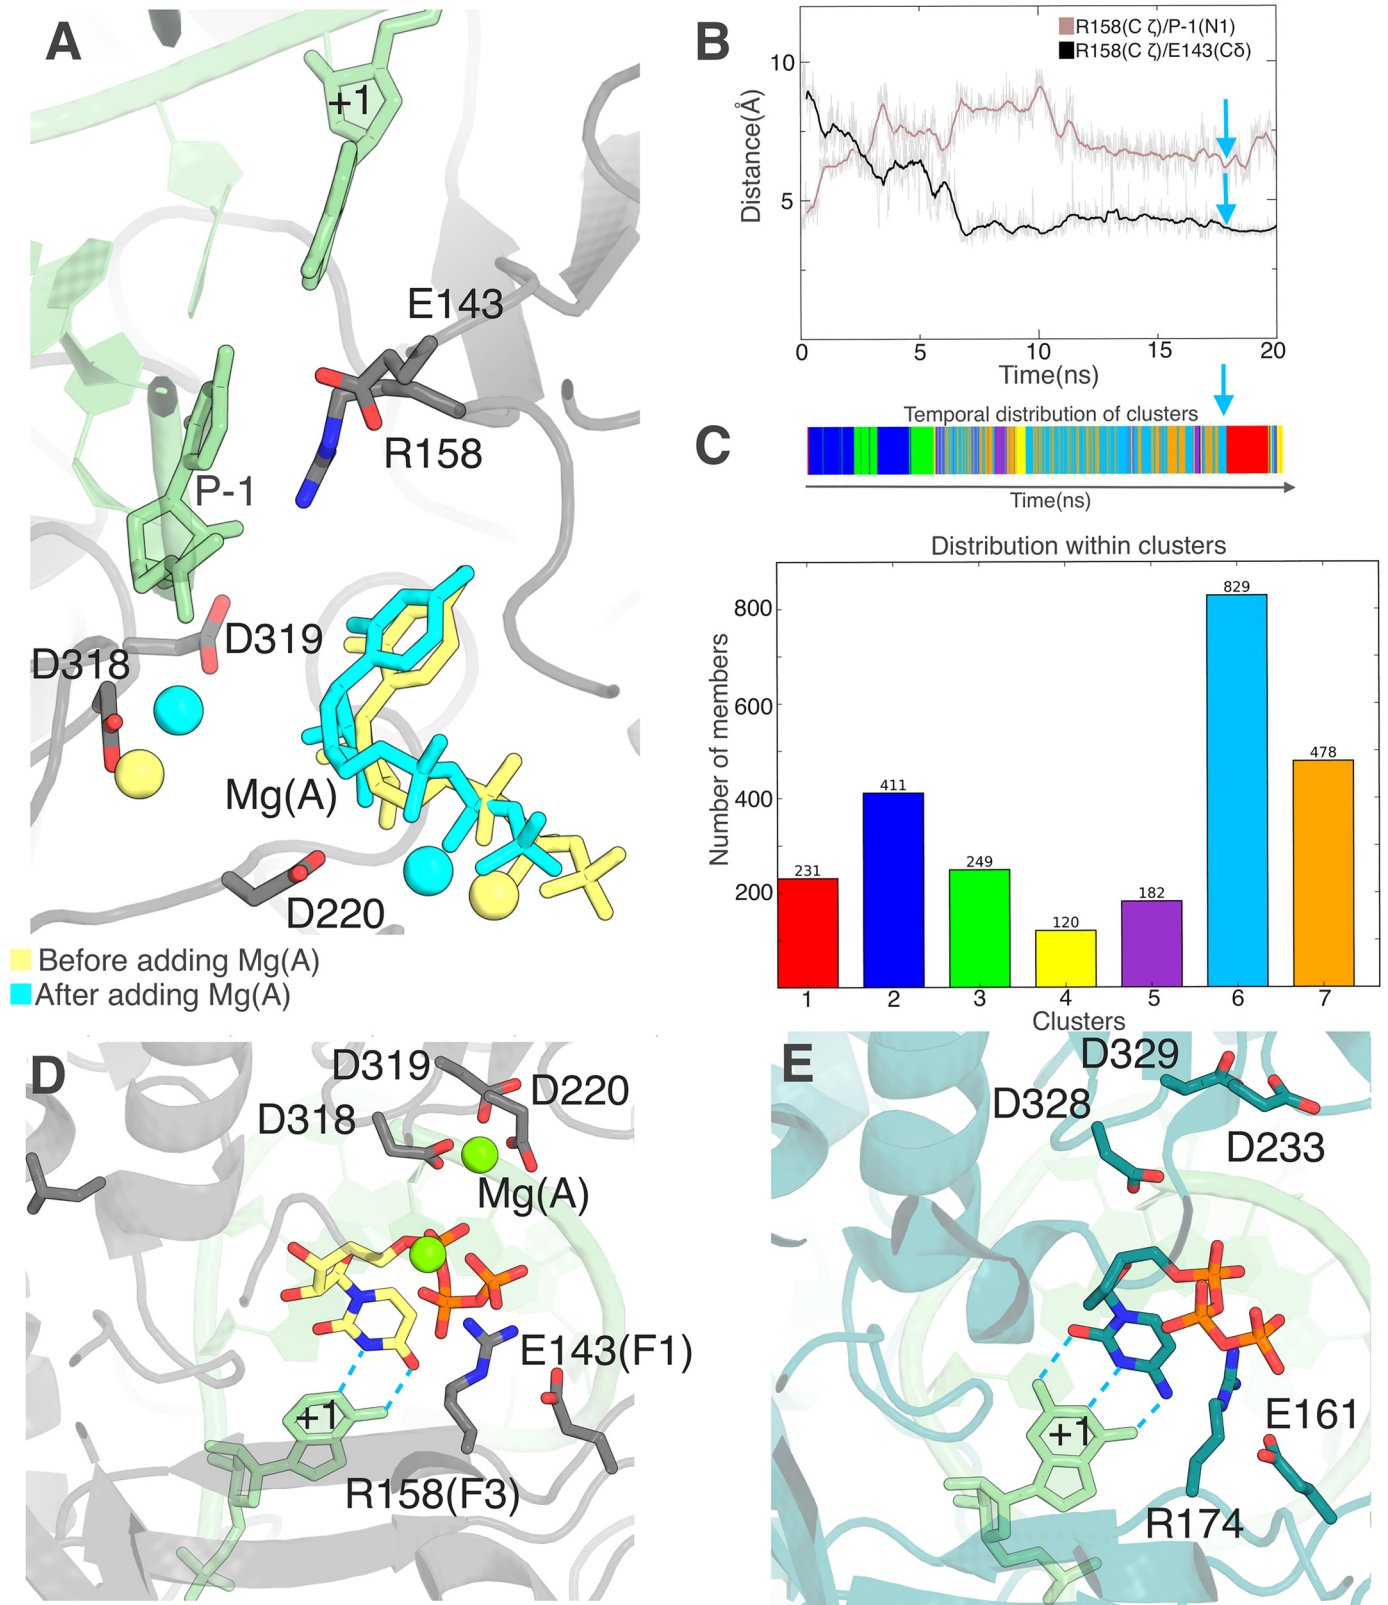 A
+1
E143
R158
P-1
D319
D318
Mg(A)
D220
Before adding Mg(A)
After adding Mg(A)
B
R158(C ζ)/P-1(N1)
R158(C ζ)/E143(Cδ)
10
5
Distance(Å)
0 5 10 15 20
Time(ns)
C
Temporal distribution of clusters
Time(ns)
Distribution within clusters
Number of members
800
600
400
200
231
411
249
120
182
829
478
1 2 3 4 5 6 7
Clusters
D
D319
D220
D318
Mg(A)
E143(F1)
+1
R158(F3)
E
D329
D328
D233
E161
+1
R174